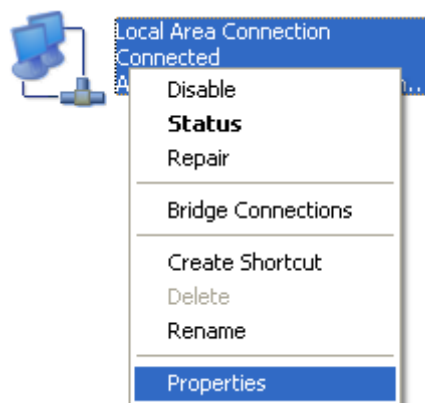 Local Area Connection
Connected
A
Disable
Status
Repair
Bridge Connections
Create Shortcut
Delete
Rename
Properties